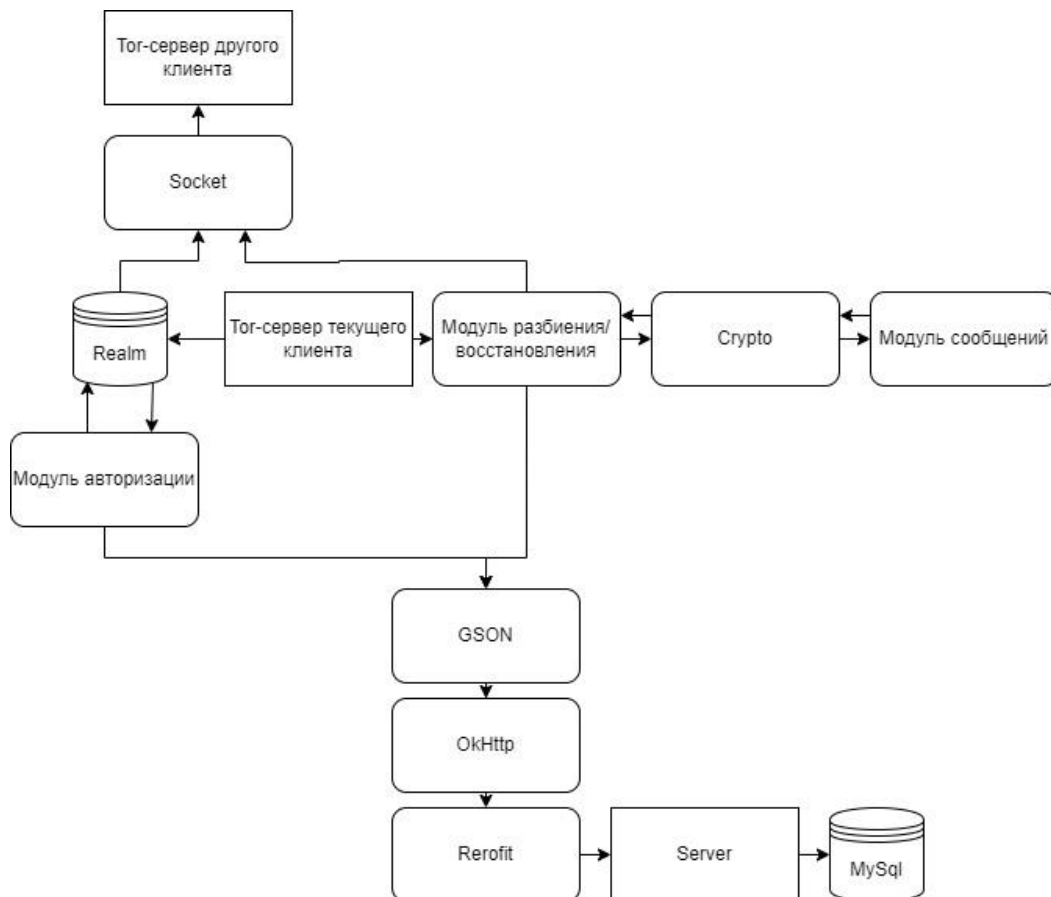 Tor-сервер другого
клиента
Socket
Realm
Tor-сервер текущего
клиента
Модуль разбиения/
восстановления
Crypto
Модуль сообщений
Модуль авторизации
GSON
OkHttp
Rerofit
Server
MySql